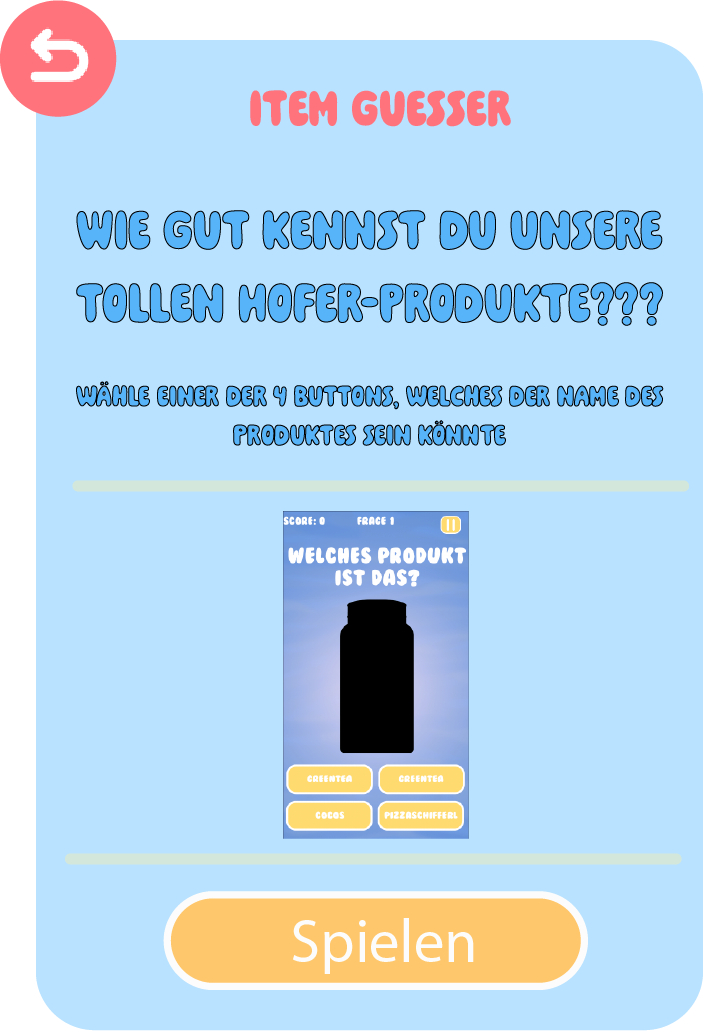 ITEM GUESSER
WIE GUT KENNST DU UNSERE
TOLLEN HOFER-PRODUKTE???
WÄHLE EINER DER 4 BUTTONS, WELCHES DER NAME DES
PRODUKTES SEIN KÖNNTE
SCORE: 0 FRAGE 1
WELCHES PRODUKT
IST DAS?
GREENTEA GREENTEA
COCOS PIZZASCHIFFERL
Spielen